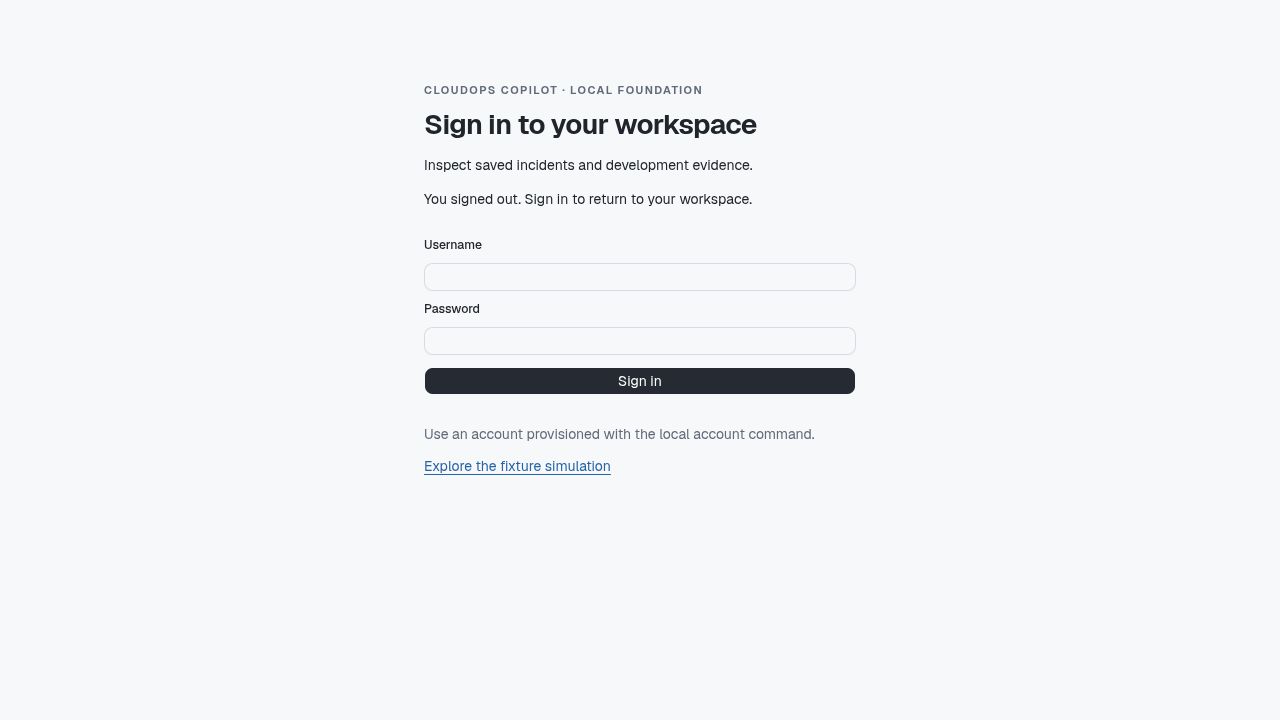 CLOUDOPS COPILOT · LOCAL FOUNDATION
Sign in to your workspace
Inspect saved incidents and development evidence.
You signed out. Sign in to return to your workspace.
Username
Password
Sign in
Use an account provisioned with the local account command.
Explore the fixture simulation